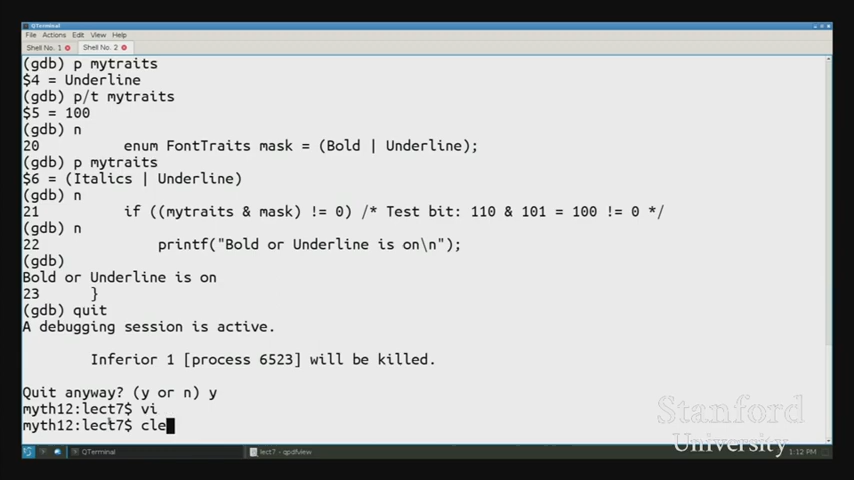 QTerminal
File Actions Edit View Help
Shell No. 1 Shell No. 2
(gdb) p mytraits
$4 = Underline
(gdb) p/t mytraits
$5 = 100
(gdb) n
20 enum FontTraits mask = (Bold | Underline);
(gdb) p mytraits
$6 = (Italics | Underline)
(gdb) n
21 if ((mytraits & mask) != 0) /* Test bit: 110 & 101 = 100 != 0 */
(gdb) n
22 printf("Bold or Underline is on\n");
(gdb)
Bold or Underline is on
23 }
(gdb) quit
A debugging session is active.
Inferior 1 [process 6523] will be killed.
Quit anyway? (y or n) y
myth12:lect7$ vi
myth12:lect7$ cle
Stanford
University
QTerminal lect7 - qpdfview 1:12 PM